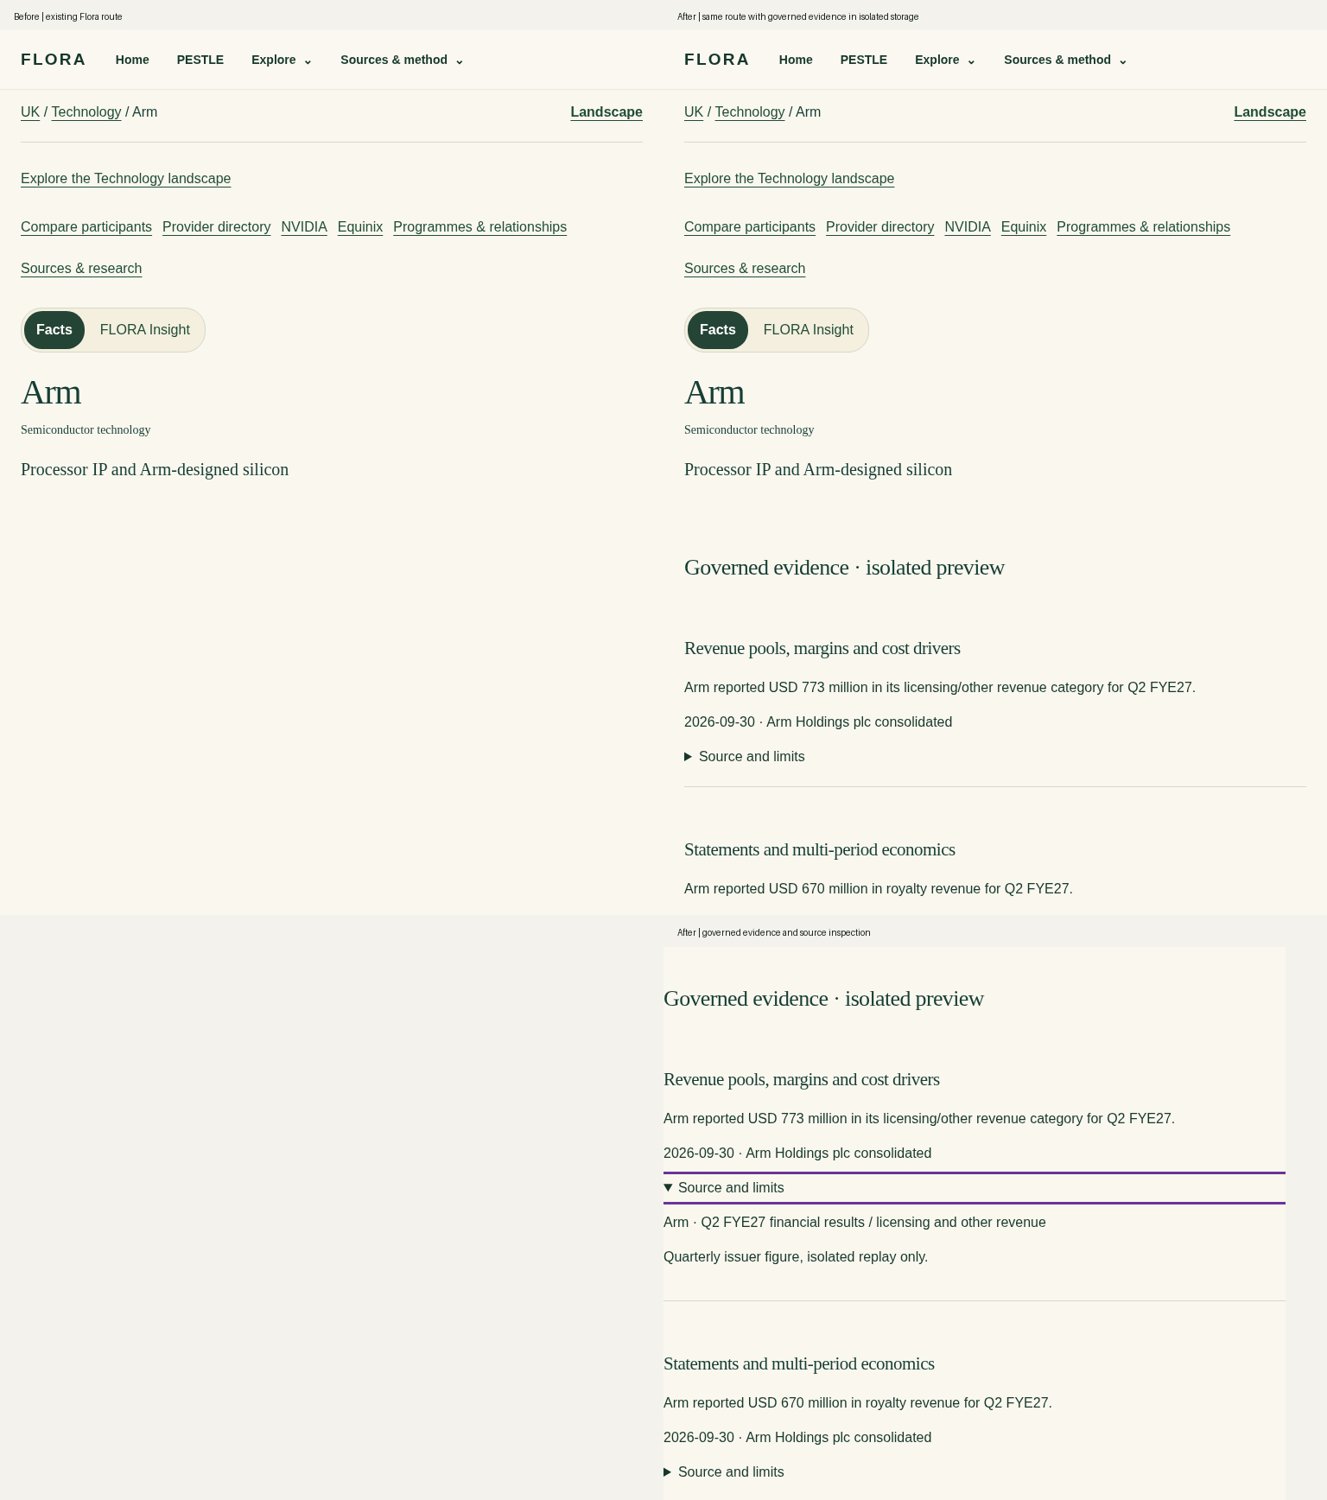 Before | existing Flora route
FLORA Home PESTLE Explore Sources & method
UK / Technology / Arm Landscape
Explore the Technology landscape
Compare participants Provider directory NVIDIA Equinix Programmes & relationships
Sources & research
Facts FLORA Insight
Arm
Semiconductor technology
Processor IP and Arm-designed silicon
After | same route with governed evidence in isolated storage
FLORA Home PESTLE Explore Sources & method
UK / Technology / Arm Landscape
Explore the Technology landscape
Compare participants Provider directory NVIDIA Equinix Programmes & relationships
Sources & research
Facts FLORA Insight
Arm
Semiconductor technology
Processor IP and Arm-designed silicon
Governed evidence · isolated preview
Revenue pools, margins and cost drivers
Arm reported USD 773 million in its licensing/other revenue category for Q2 FYE27.
2026-09-30 · Arm Holdings plc consolidated
Source and limits
Statements and multi-period economics
Arm reported USD 670 million in royalty revenue for Q2 FYE27.
After | governed evidence and source inspection
Governed evidence · isolated preview
Revenue pools, margins and cost drivers
Arm reported USD 773 million in its licensing/other revenue category for Q2 FYE27.
2026-09-30 · Arm Holdings plc consolidated
Source and limits
Arm · Q2 FYE27 financial results / licensing and other revenue
Quarterly issuer figure, isolated replay only.
Statements and multi-period economics
Arm reported USD 670 million in royalty revenue for Q2 FYE27.
2026-09-30 · Arm Holdings plc consolidated
Source and limits